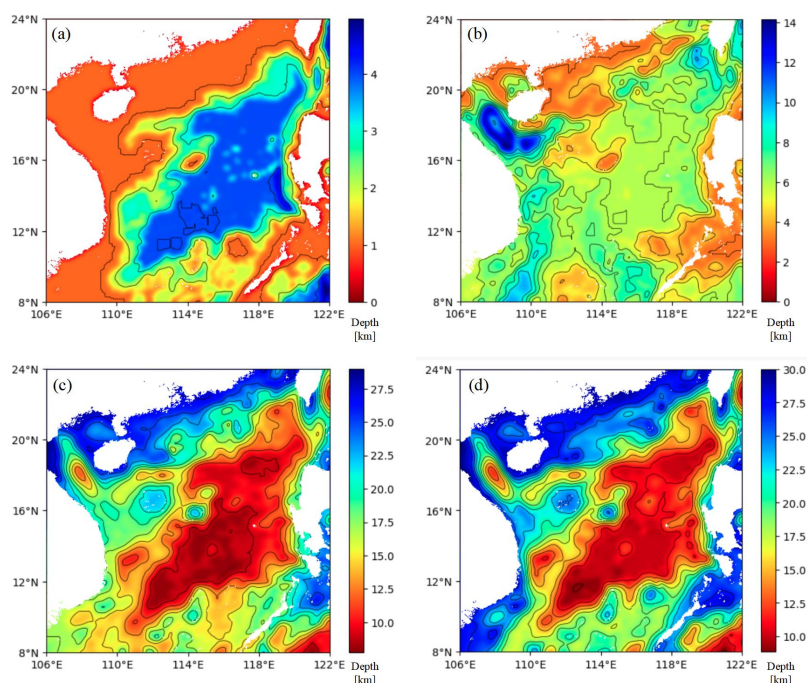 (a)
24°N
20°N
16°N
12°N
8°N
106°E
110°E
114°E
118°E
122°E
4
3
2
1
0
Depth
[km]
(b)
24°N
20°N
16°N
12°N
8°N
106°E
110°E
114°E
118°E
122°E
14
12
10
8
6
4
2
0
Depth
[km]
(c)
24°N
20°N
16°N
12°N
8°N
106°E
110°E
114°E
118°E
122°E
27.5
25.0
22.5
20.0
17.5
15.0
12.5
10.0
Depth
[km]
(d)
24°N
20°N
16°N
12°N
8°N
106°E
110°E
114°E
118°E
122°E
30.0
27.5
25.0
22.5
20.0
17.5
15.0
12.5
10.0
Depth
[km]